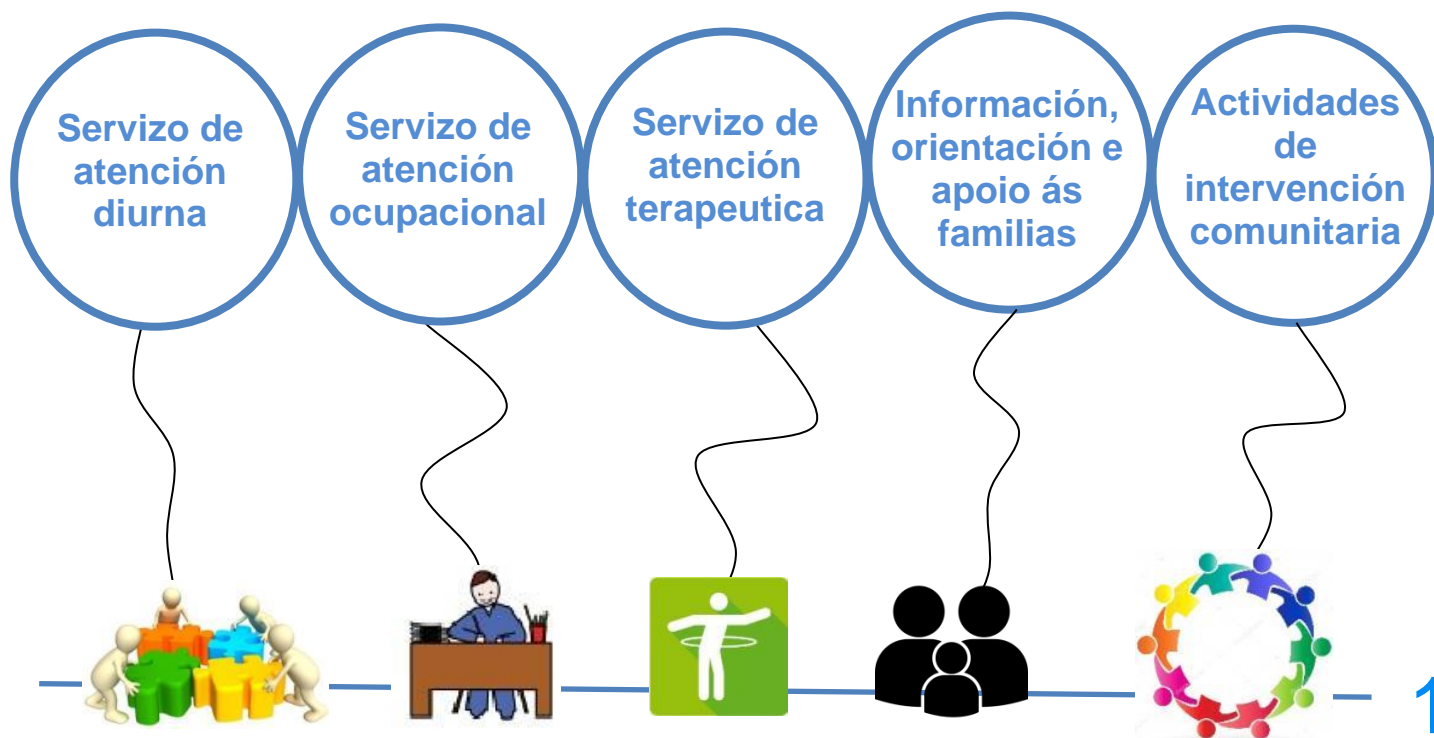 Servizo de
atención
diurna
Servizo de
atención
ocupacional
Servizo de
atención
terapeutica
Información,
orientación e
apoio ás
familias
Actividades
de
intervención
comunitaria
1